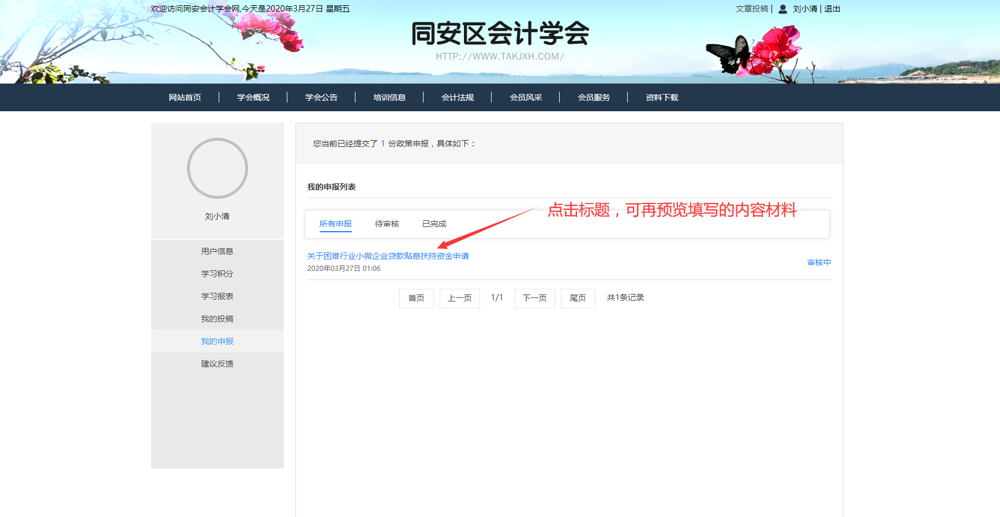 欢迎访问同安会计学会网,今天是2020年3月27日 星期五
文章投稿 | 刘小清 | 退出
同安区会计学会
HTTP://WWW.TAKJXH.COM/
网站首页 学会概况 学会公告 培训信息 会计法规 会员风采 会员服务 资料下载
刘小清
用户信息
学习积分
学习报表
我的投稿
我的申报
建议反馈
您当前已经提交了 1 份政策申报，具体如下：
我的申报列表
点击标题，可再预览填写的内容材料
所有申报 待审核 已完成
关于困难行业小微企业贷款贴息扶持资金申请
2020年03月27日 01:06
审核中
首页 上一页 1/1 下一页 尾页 共1条记录